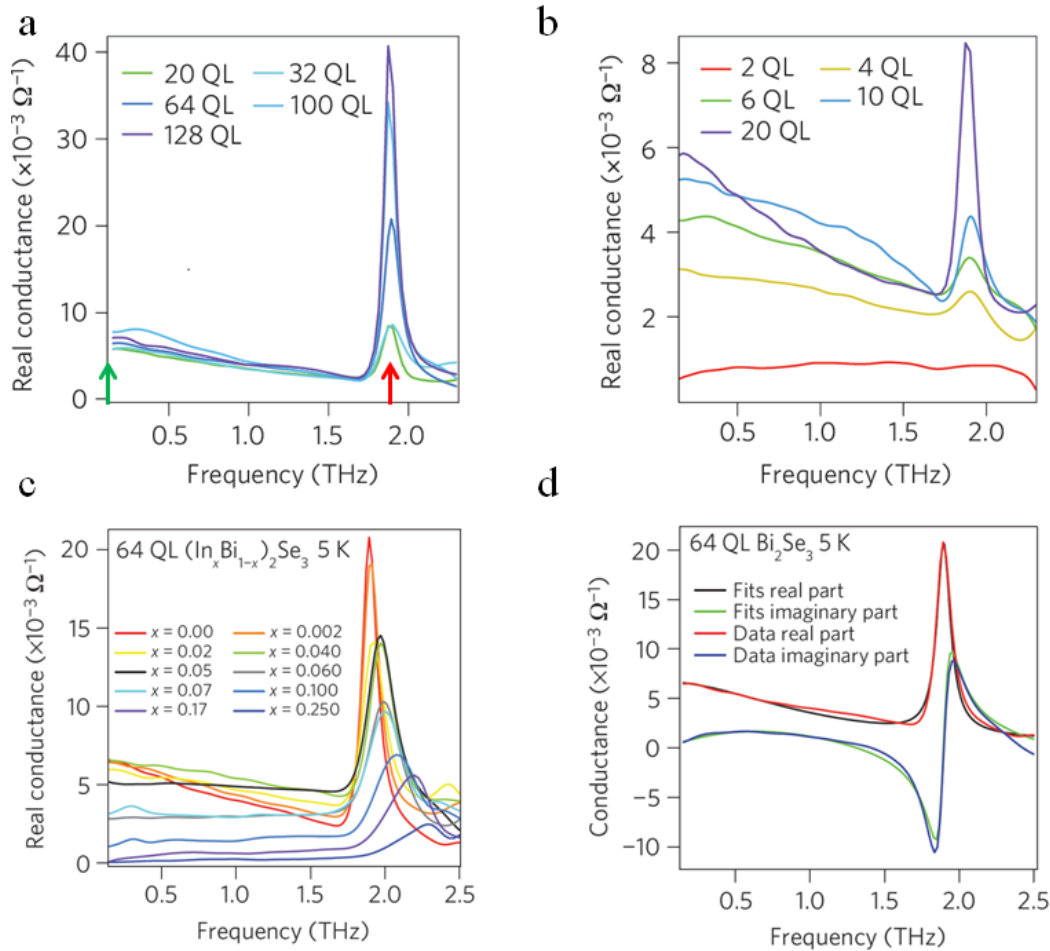 a
Real conductance (×10⁻³ Ω⁻¹)
40
30
20
10
0
20 QL
32 QL
64 QL
100 QL
128 QL
0.5
1.0
1.5
2.0
Frequency (THz)
b
Real conductance (×10⁻³ Ω⁻¹)
8
6
4
2
2 QL
4 QL
6 QL
10 QL
20 QL
0.5
1.0
1.5
2.0
Frequency (THz)
c
Real conductance (×10⁻³ Ω⁻¹)
20
15
10
5
0
64 QL (InₓBi₁₋ₓ)₂Se₃ 5 K
x = 0.00
x = 0.002
x = 0.02
x = 0.040
x = 0.05
x = 0.060
x = 0.07
x = 0.100
x = 0.17
x = 0.250
0.5
1.0
1.5
2.0
2.5
Frequency (THz)
d
Conductance (×10⁻³ Ω⁻¹)
20
15
10
5
0
−5
−10
64 QL Bi₂Se₃ 5 K
Fits real part
Fits imaginary part
Data real part
Data imaginary part
0.5
1.0
1.5
2.0
2.5
Frequency (THz)